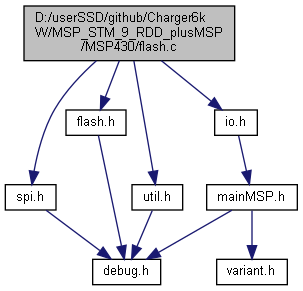 D:/userSSD/github/Charger6k
W/MSP_STM_9_RDD_plusMSP
/MSP430/flash.c
flash.h
io.h
spi.h
util.h
mainMSP.h
debug.h
variant.h